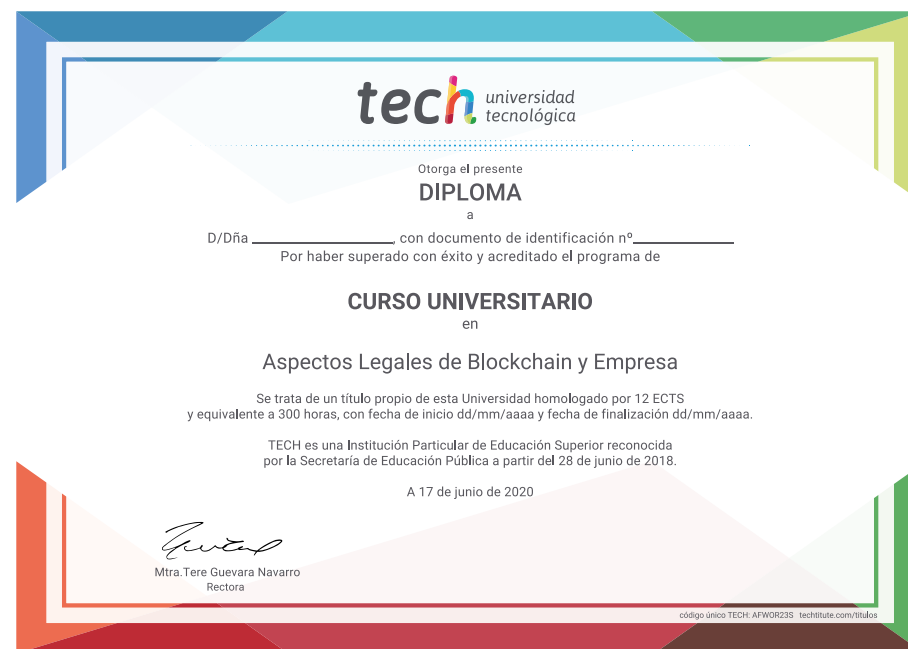 tech universidad
tecnológica
Otorga el presente
DIPLOMA
a
D/Dña ____________, con documento de identificación nº____________
Por haber superado con éxito y acreditado el programa de
CURSO UNIVERSITARIO
en
Aspectos Legales de Blockchain y Empresa
Se trata de un título propio de esta Universidad homologado por 12 ECTS
y equivalente a 300 horas, con fecha de inicio dd/mm/aaaa y fecha de finalización dd/mm/aaaa.
TECH es una Institución Particular de Educación Superior reconocida
por la Secretaría de Educación Pública a partir del 28 de junio de 2018.
A 17 de junio de 2020
Mtra.Tere Guevara Navarro
Rectora
código único TECH: AFWOR23S techtitute.com/titulos